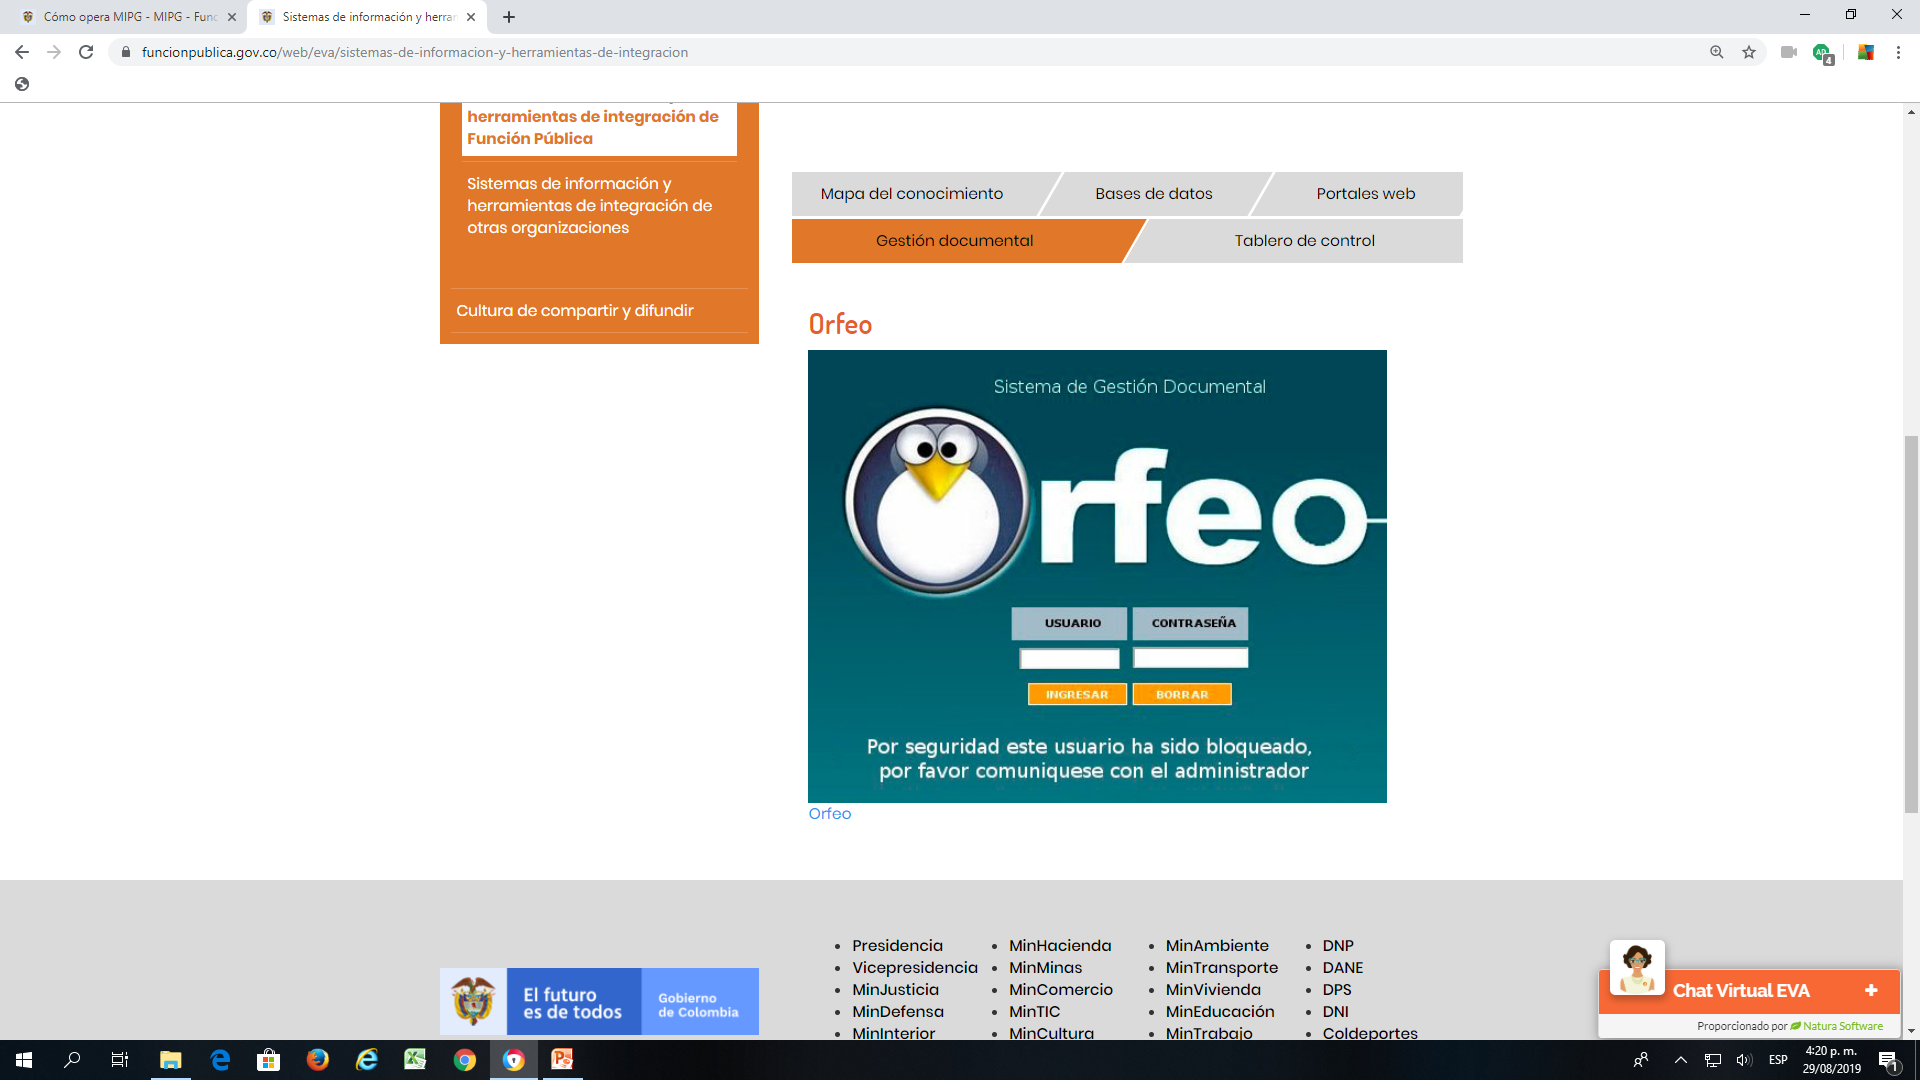 Cómo opera MIPG - MIPG - Func
Sistemas de información y herram
funcionpublica.gov.co/web/eva/sistemas-de-informacion-y-herramientas-de-integracion
4
herramientas de integración de
Función Pública
Sistemas de información y
herramientas de integración de
otras organizaciones
Cultura de compartir y difundir
Mapa del conocimiento
Bases de datos
Portales web
Gestión documental
Tablero de control
Orfeo
Sistema de Gestión Documental
Orfeo
USUARIO
CONTRASEÑA
INGRESAR
BORRAR
Por seguridad este usuario ha sido bloqueado,
por favor comuniquese con el administrador
Orfeo
El futuro
es de todos
Gobierno
de Colombia
Presidencia
Vicepresidencia
MinJusticia
MinDefensa
MinInterior
MinHacienda
MinMinas
MinComercio
MinTIC
MinCultura
MinAmbiente
MinTransporte
MinVivienda
MinEducación
MinTrabajo
DNP
DANE
DPS
DNI
Coldeportes
Chat Virtual EVA
Proporcionado por Natura Software
ESP
4:20 p. m.
29/08/2019
1